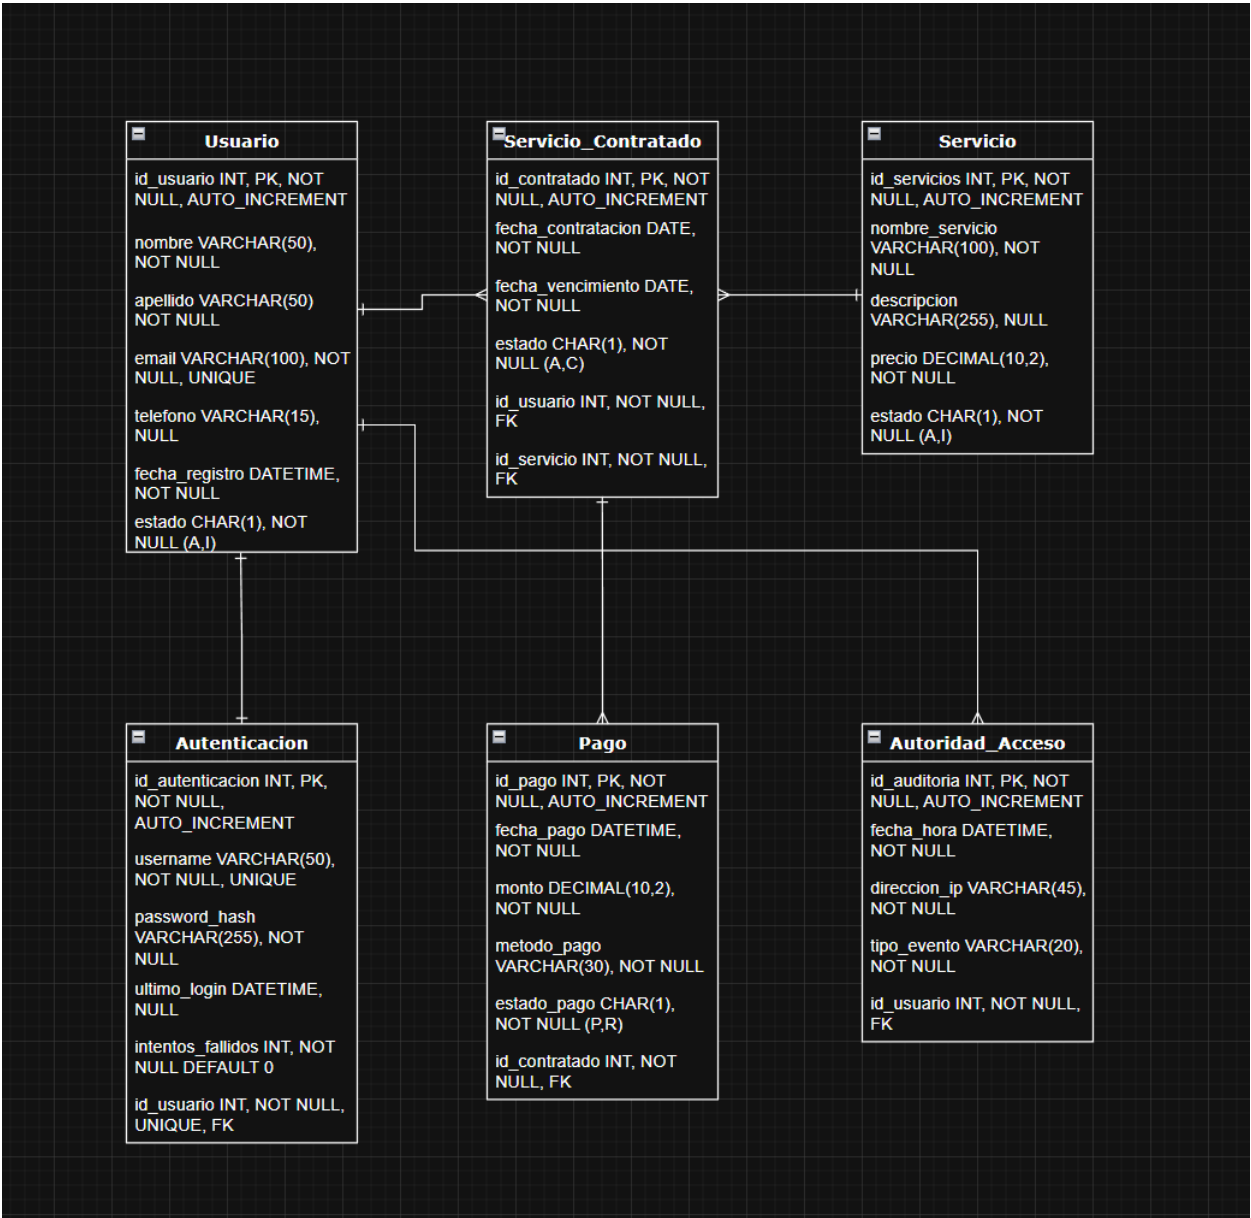 Usuario
id_usuario INT, PK, NOT
NULL, AUTO_INCREMENT
nombre VARCHAR(50),
NOT NULL
apellido VARCHAR(50)
NOT NULL
email VARCHAR(100), NOT
NULL, UNIQUE
telefono VARCHAR(15),
NULL
fecha_registro DATETIME,
NOT NULL
estado CHAR(1), NOT
NULL (A,I)
Servicio_Contratado
id_contratado INT, PK, NOT
NULL, AUTO_INCREMENT
fecha_contratacion DATE,
NOT NULL
fecha_vencimiento DATE,
NOT NULL
estado CHAR(1), NOT
NULL (A,C)
id_usuario INT, NOT NULL,
FK
id_servicio INT, NOT NULL,
FK
Servicio
id_servicios INT, PK, NOT
NULL, AUTO_INCREMENT
nombre_servicio
VARCHAR(100), NOT
NULL
descripcion
VARCHAR(255), NULL
precio DECIMAL(10,2),
NOT NULL
estado CHAR(1), NOT
NULL (A,I)
Autenticacion
id_autenticacion INT, PK,
NOT NULL,
AUTO_INCREMENT
username VARCHAR(50),
NOT NULL, UNIQUE
password_hash
VARCHAR(255), NOT
NULL
ultimo_login DATETIME,
NULL
intentos_fallidos INT, NOT
NULL DEFAULT 0
id_usuario INT, NOT NULL,
UNIQUE, FK
Pago
id_pago INT, PK, NOT
NULL, AUTO_INCREMENT
fecha_pago DATETIME,
NOT NULL
monto DECIMAL(10,2),
NOT NULL
metodo_pago
VARCHAR(30), NOT NULL
estado_pago CHAR(1),
NOT NULL (P,R)
id_contratado INT, NOT
NULL, FK
Autoridad_Acceso
id_auditoria INT, PK, NOT
NULL, AUTO_INCREMENT
fecha_hora DATETIME,
NOT NULL
direccion_ip VARCHAR(45),
NOT NULL
tipo_evento VARCHAR(20),
NOT NULL
id_usuario INT, NOT NULL,
FK